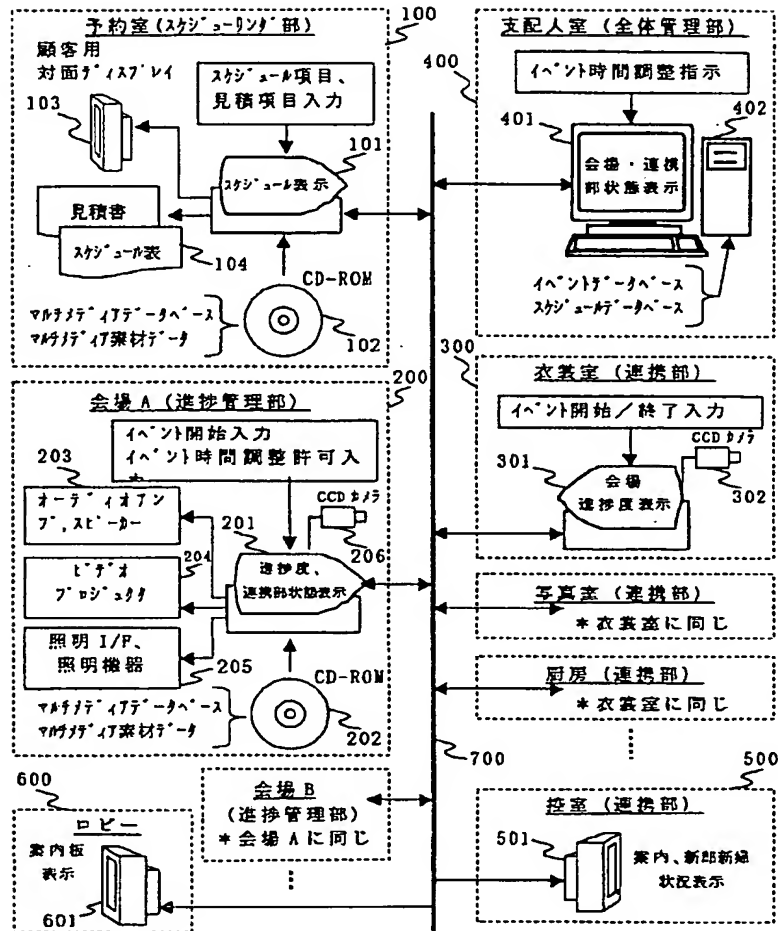 予約室(スケジューリング部)
100
顧客用
対面ディスプレイ
103
スケジュール項目、
見積項目入力
101
スケジュール表示
見積書
スケジュール表
104
CD-ROM
マルチメディアデータベース
マルチメディア素材データ
102
支配人室(全体管理部)
400
イベント時間調整指示
401
402
会場・連携
部状態表示
イベントデータベース
スケジュールデータベース
会場A(進捗管理部)
200
イベント開始入力
イベント時間調整許可入
203
オーディオアン
プ,スピーカー
201
CCDカメラ
206
204
ビデオ
プロジェクタ
進捗度、
連携部状態表示
照明I/F、
照明機器
205
CD-ROM
マルチメディアデータベース
マルチメディア素材データ
202
300
衣装室(連携部)
イベント開始/終了入力
CCDカメラ
301
会場
進捗度表示
302
写真室(連携部)
*衣装室に同じ
厨房(連携部)
*衣装室に同じ
700
500
600
会場B
(進捗管理部)
*会場Aに同じ
控室(連携部)
501
案内、新郎新婦
状況表示
ロビー
案内板
表示
601